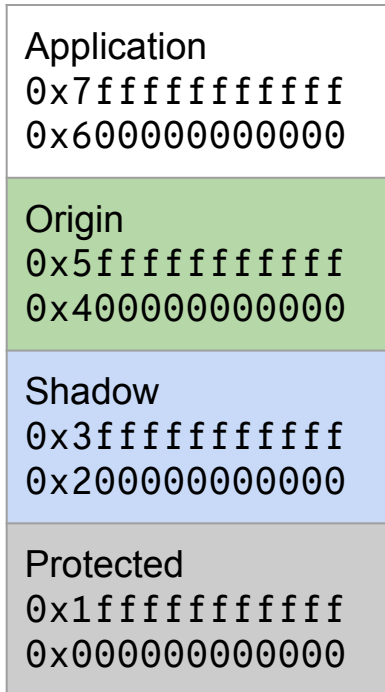 Application
0x7fffffffffff
0x600000000000
Origin
0x5fffffffffff
0x400000000000
Shadow
0x3fffffffffff
0x200000000000
Protected
0x1fffffffffff
0x000000000000